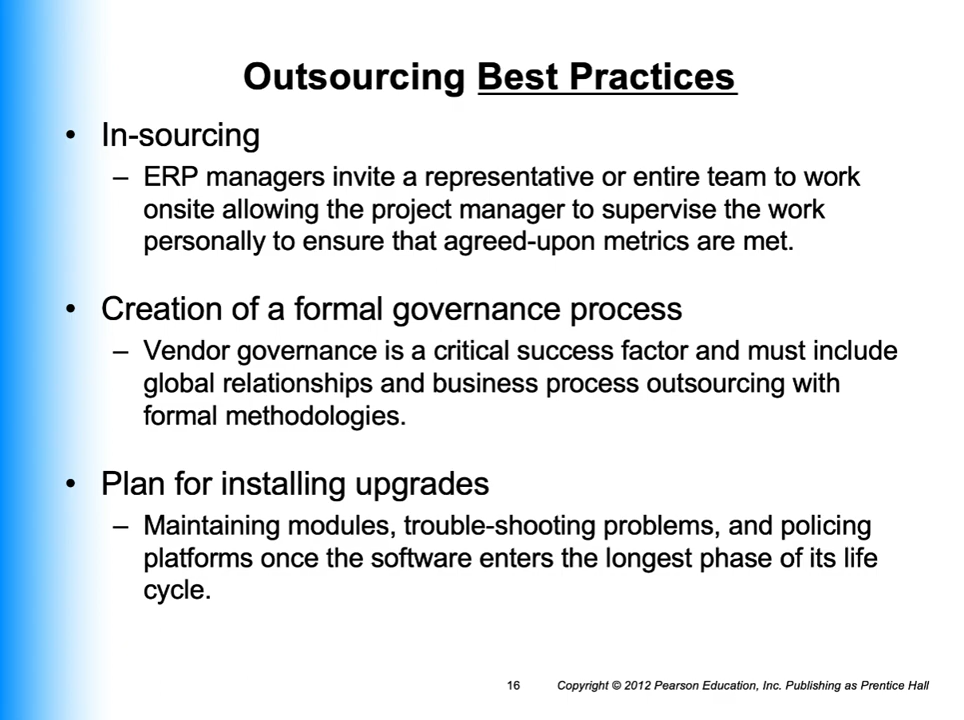 Outsourcing Best Practices
• In-sourcing
– ERP managers invite a representative or entire team to work
onsite allowing the project manager to supervise the work
personally to ensure that agreed-upon metrics are met.
• Creation of a formal governance process
– Vendor governance is a critical success factor and must include
global relationships and business process outsourcing with
formal methodologies.
• Plan for installing upgrades
– Maintaining modules, trouble-shooting problems, and policing
platforms once the software enters the longest phase of its life
cycle.
16 Copyright © 2012 Pearson Education, Inc. Publishing as Prentice Hall